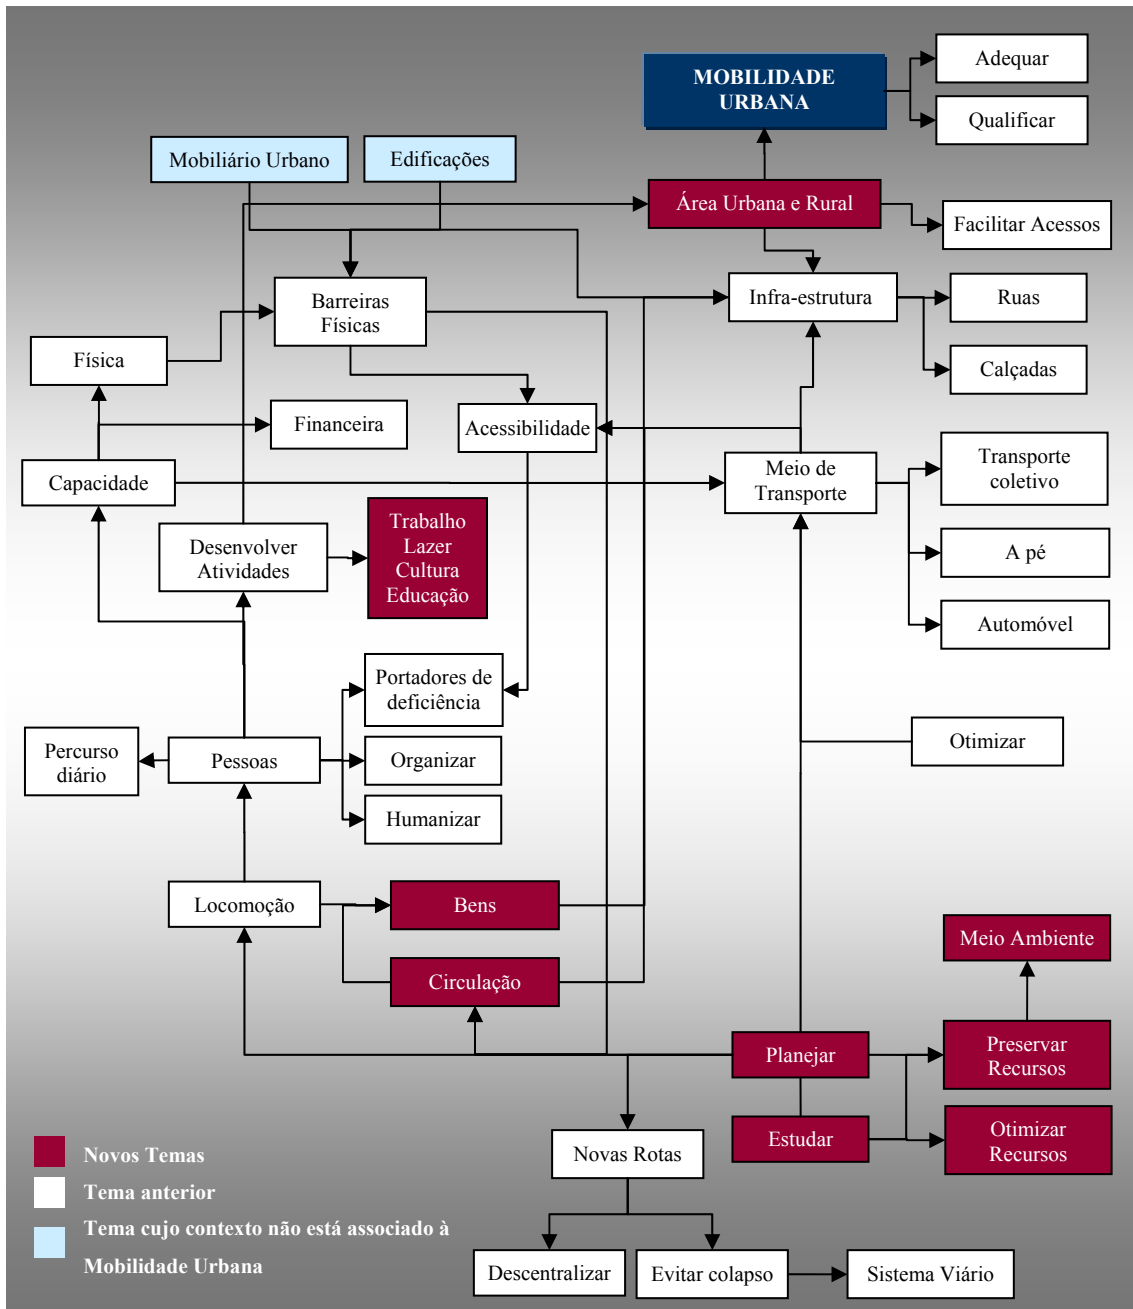 MOBILIDADE
URBANA
Adequar
Qualificar
Mobiliário Urbano
Edificações
Área Urbana e Rural
Facilitar Acessos
Barreiras
Físicas
Infra-estrutura
Ruas
Física
Calçadas
Financeira
Acessibilidade
Capacidade
Meio de
Transporte
Transporte
coletivo
Desenvolver
Atividades
Trabalho
Lazer
Cultura
Educação
A pé
Automóvel
Portadores de
deficiência
Percurso
diário
Pessoas
Organizar
Otimizar
Humanizar
Locomoção
Bens
Meio Ambiente
Circulação
Planejar
Preservar
Recursos
Estudar
Otimizar
Recursos
Novas Rotas
Novos Temas
Tema anterior
Tema cujo contexto não está associado à
Mobilidade Urbana
Descentralizar
Evitar colapso
Sistema Viário